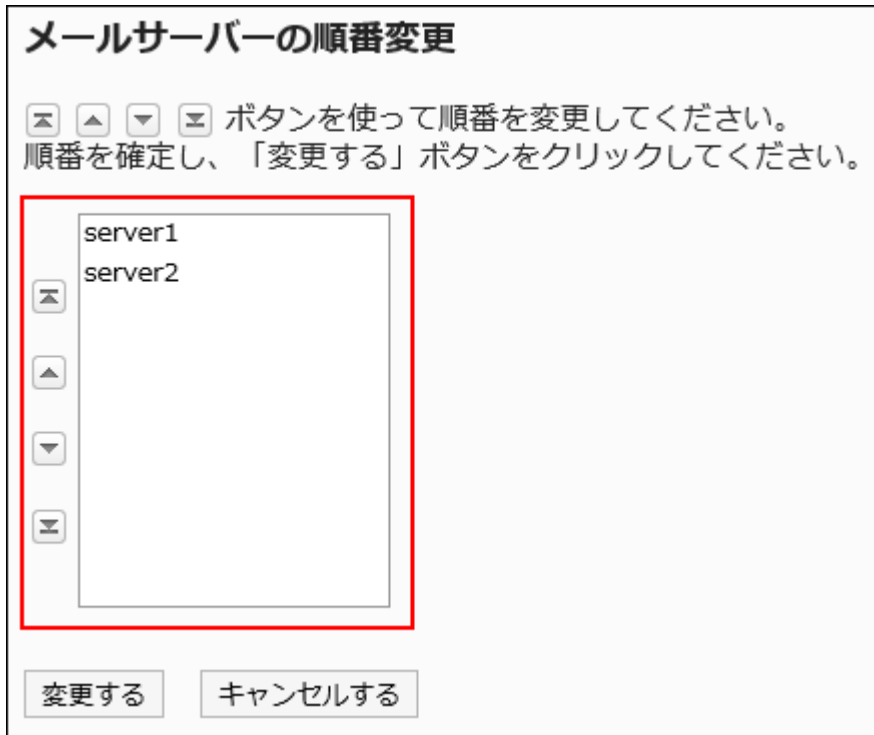 メールサーバーの順番変更
ボタンを使って順番を変更してください。
順番を確定し、「変更する」ボタンをクリックしてください。
server1
server2
変更する
キャンセルする